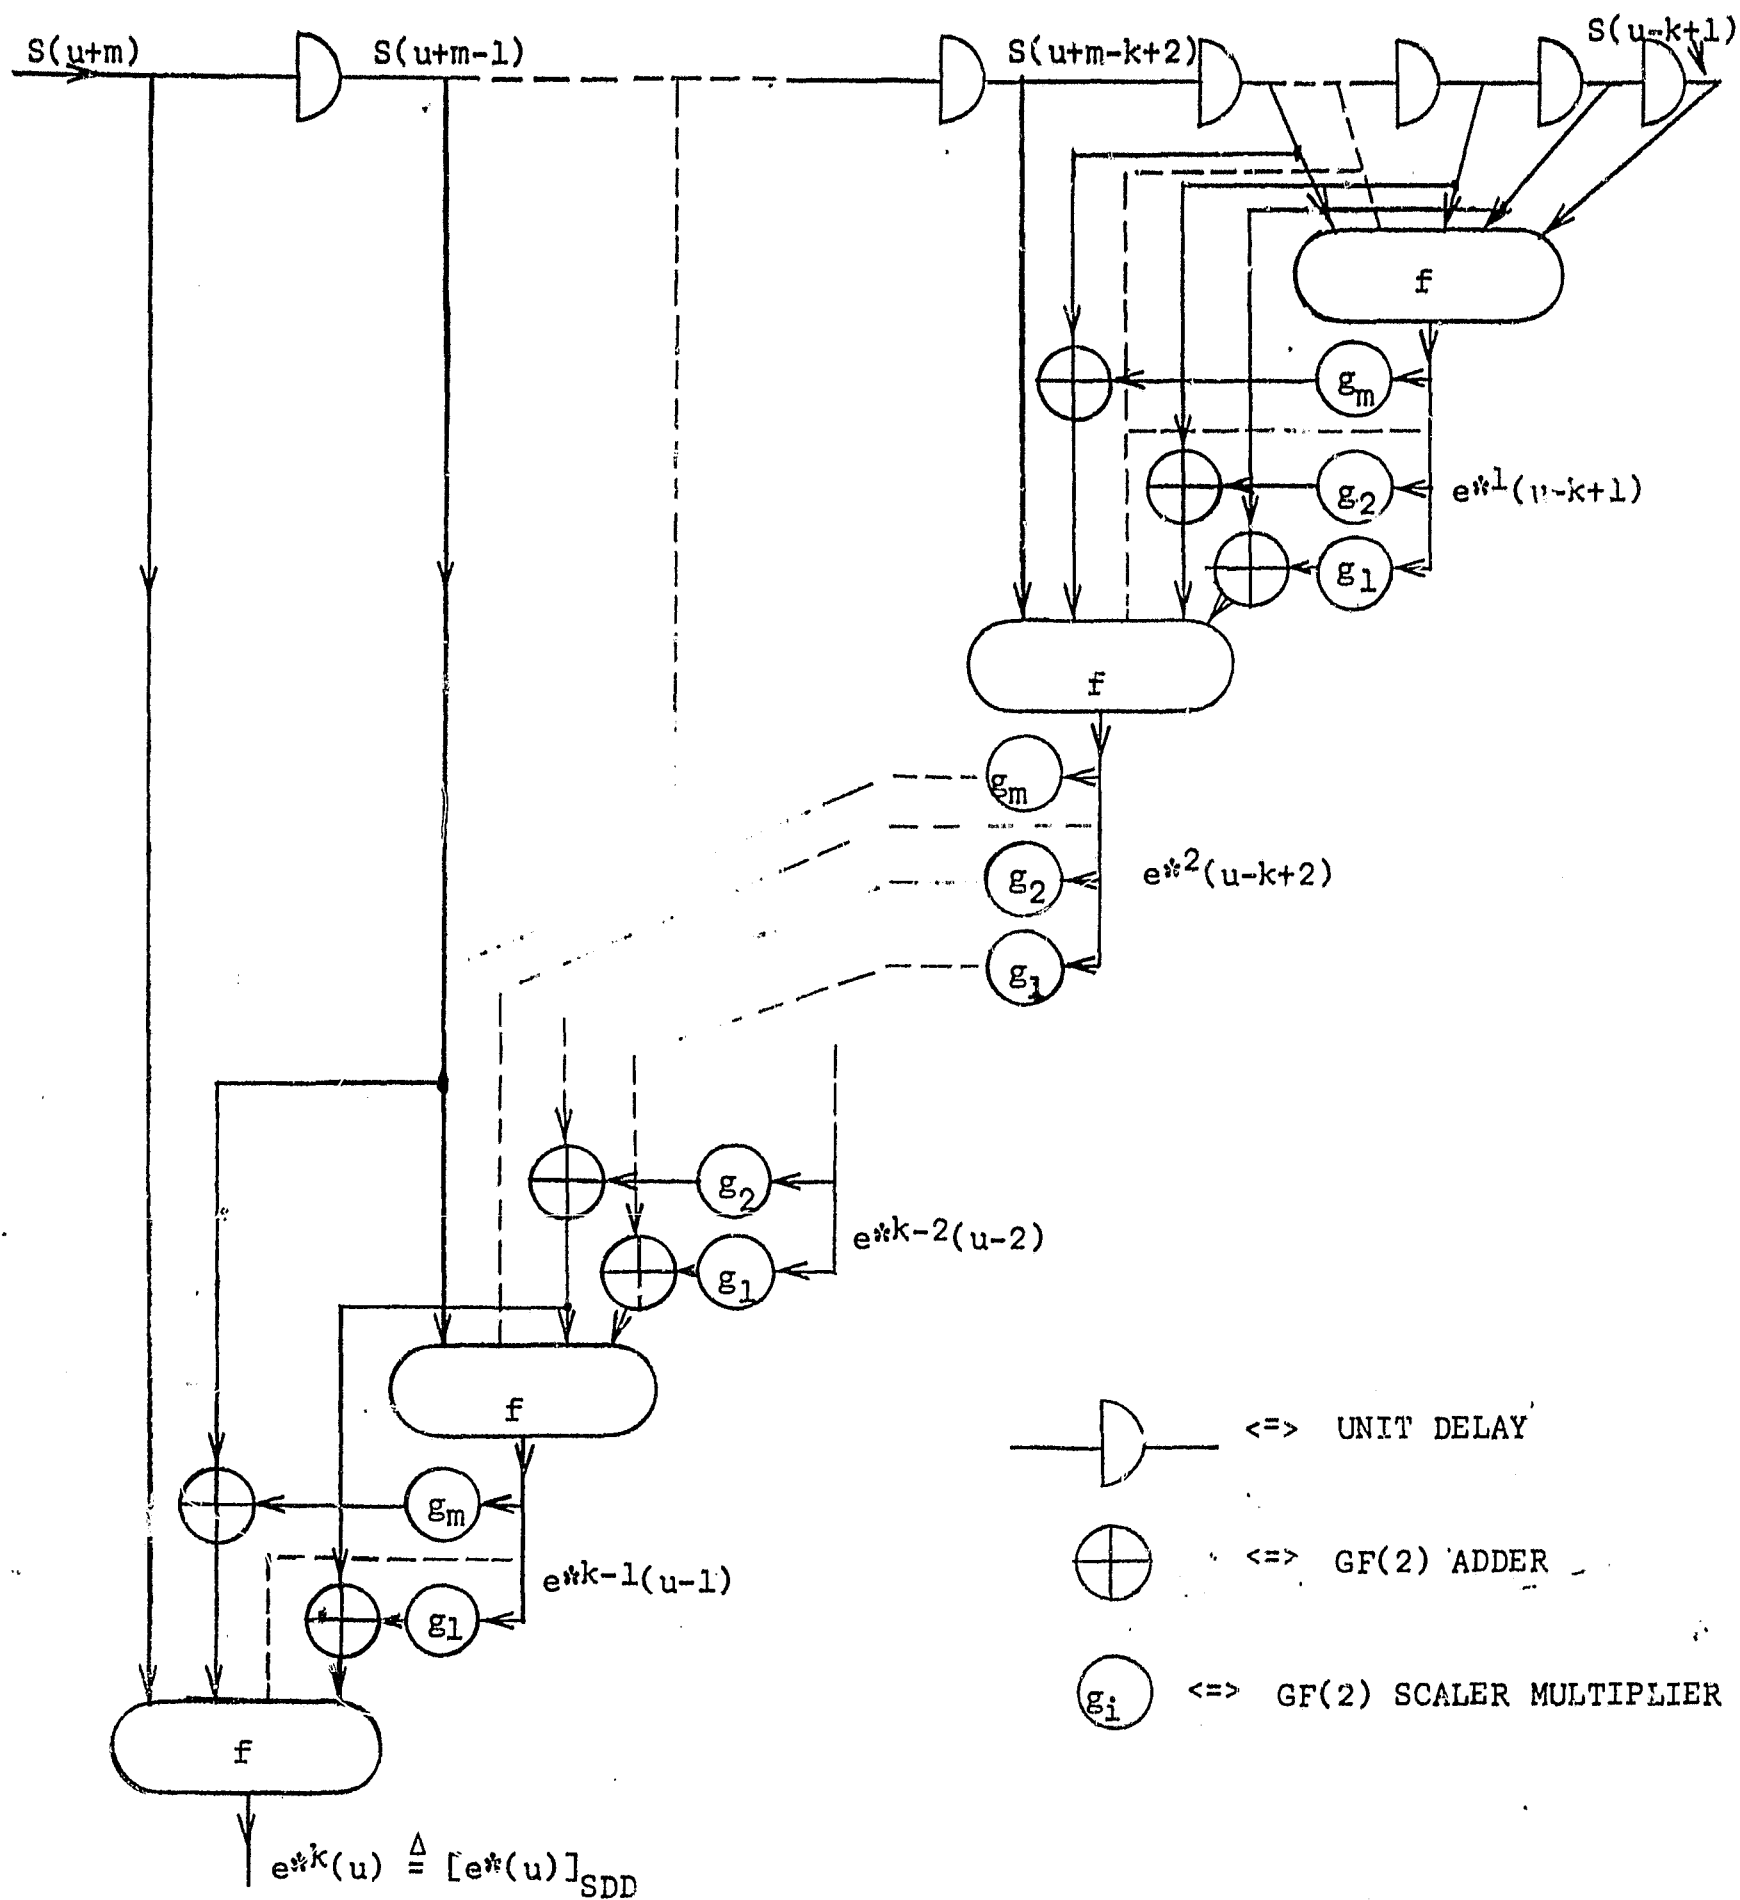 S(u+m)
S(u+m-1)
S(u+m-k+2)
S(u-k+1)
f
g_m
g_2
e*^1(u-k+1)
g_1
f
g_m
g_2
e*^2(u-k+2)
g_1
g_2
e*^k-2(u-2)
g_1
f
g_m
e*^k-1(u-1)
g_1
f
e*^k(u) ≜ [e*(u)]_SDD
<=> UNIT DELAY
<=> GF(2) ADDER
g_i <=> GF(2) SCALER MULTIPLIER